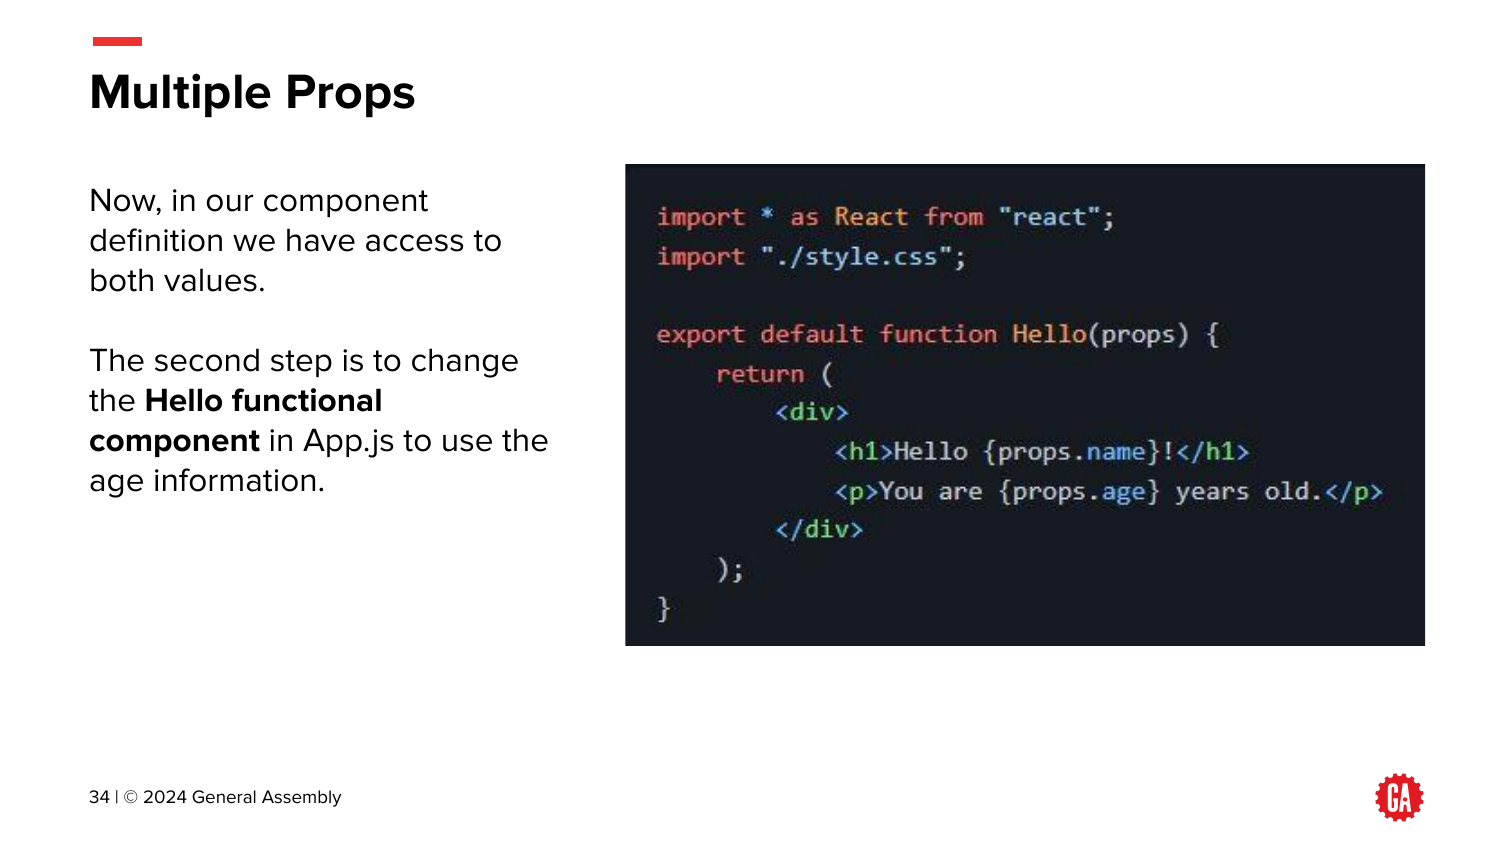 Multiple Props
Now, in our component
definition we have access to
both values.
The second step is to change
the Hello functional
component in App.js to use the
age information.
import * as React from "react";
import "./style.css";
export default function Hello(props) {
    return (
        <div>
            <h1>Hello {props.name}!</h1>
            <p>You are {props.age} years old.</p>
        </div>
    );
}
34 | © 2024 General Assembly
GA